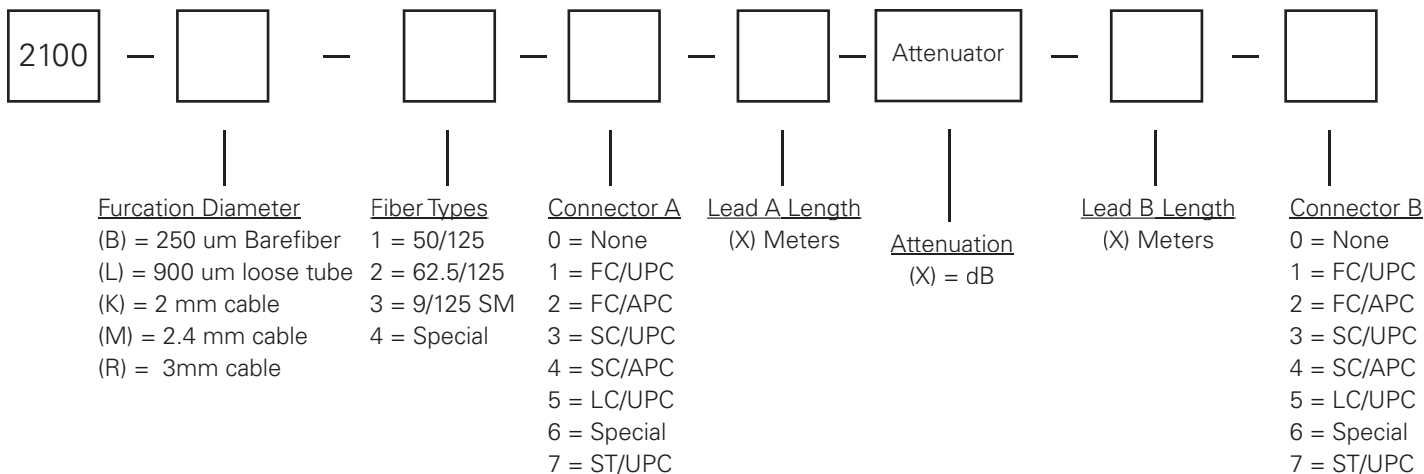 2100 — — — — — Attenuator — —
Furcation Diameter
(B) = 250 um Barefiber
(L) = 900 um loose tube
(K) = 2 mm cable
(M) = 2.4 mm cable
(R) = 3mm cable
Fiber Types
1 = 50/125
2 = 62.5/125
3 = 9/125 SM
4 = Special
Connector A
0 = None
1 = FC/UPC
2 = FC/APC
3 = SC/UPC
4 = SC/APC
5 = LC/UPC
6 = Special
7 = ST/UPC
Lead A Length
(X) Meters
Attenuation
(X) = dB
Lead B Length
(X) Meters
Connector B
0 = None
1 = FC/UPC
2 = FC/APC
3 = SC/UPC
4 = SC/APC
5 = LC/UPC
6 = Special
7 = ST/UPC